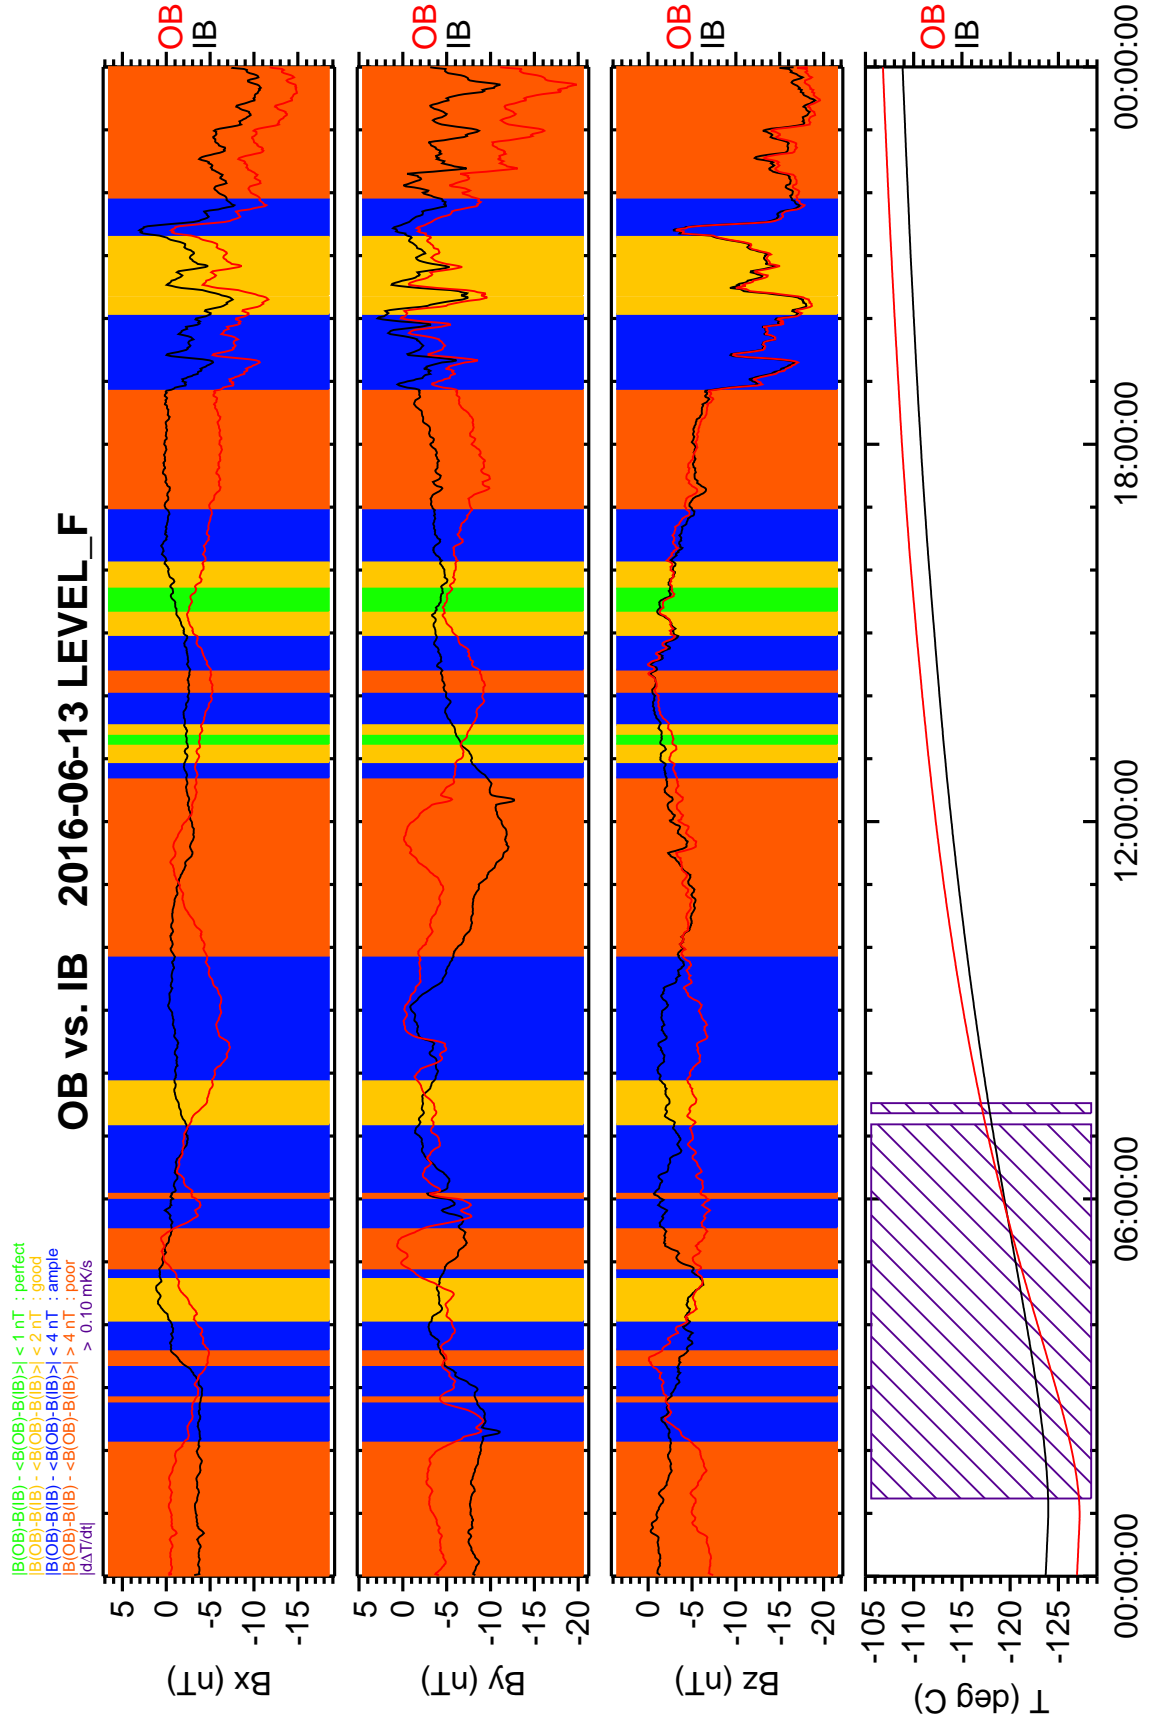 OB vs. IB 2016-06-13 LEVEL_F
|B(OB)-B(IB) - <B(OB)-B(IB)>| < 1 nT : perfect
|B(OB)-B(IB) - <B(OB)-B(IB)>| < 2 nT : good
|B(OB)-B(IB) - <B(OB)-B(IB)>| < 4 nT : ample
|B(OB)-B(IB) - <B(OB)-B(IB)>| > 4 nT : poor
|dΔT/dt| > 0.10 mK/s
Bx (nT)
5
0
-5
-10
-15
OB
IB
By (nT)
5
0
-5
-10
-15
-20
OB
IB
Bz (nT)
0
-5
-10
-15
-20
OB
IB
T (deg C)
-105
-110
-115
-120
-125
OB
IB
00:00:00 06:00:00 12:00:00 18:00:00 00:00:00